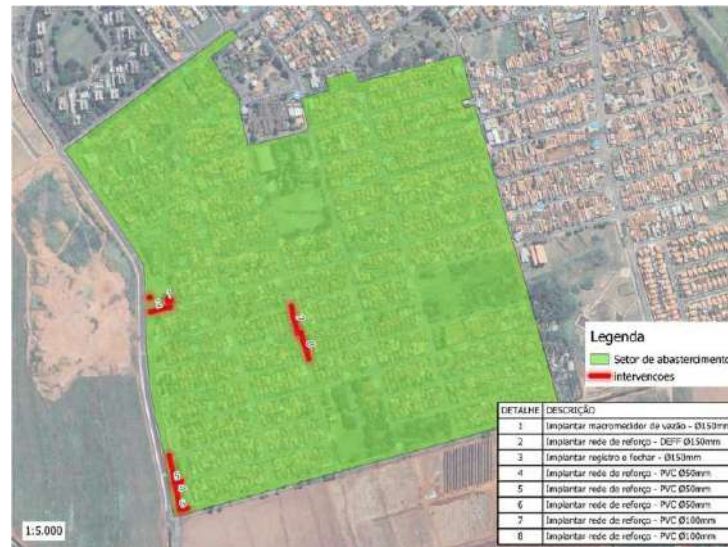 Legenda
Setor de abastercimento
intervencoes
DETALHE DESCRIÇÃO
1 Implantar macromedidor de vazão - Ø150mm
2 Implantar rede de reforço - DEFF Ø150mm
3 Implantar registro e fechar - Ø150mm
4 Implantar rede de reforço - PVC Ø50mm
5 Implantar rede de reforço - PVC Ø50mm
6 Implantar rede de reforço - PVC Ø50mm
7 Implantar rede de reforço - PVC Ø100mm
8 Implantar rede de reforço - PVC Ø100mm
1:5.000